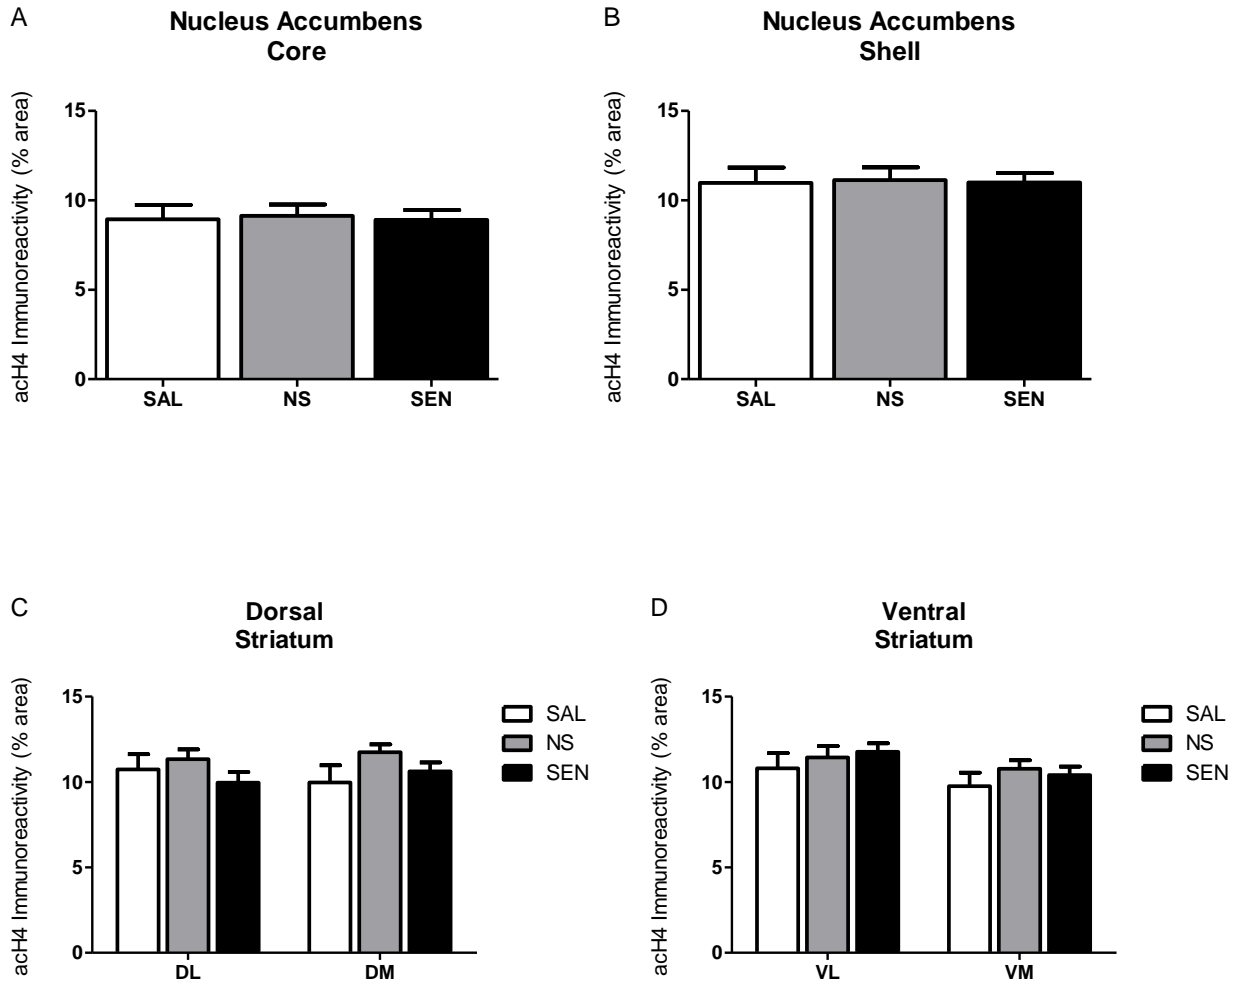 A
Nucleus Accumbens
Core
acH4 Immunoreactivity (% area)
15
10
5
0
SAL NS SEN
B
Nucleus Accumbens
Shell
acH4 Immunoreactivity (% area)
15
10
5
0
SAL NS SEN
C
Dorsal
Striatum
acH4 Immunoreactivity (% area)
15
10
5
0
DL DM
SAL
NS
SEN
D
Ventral
Striatum
acH4 Immunoreactivity (% area)
15
10
5
0
VL VM
SAL
NS
SEN